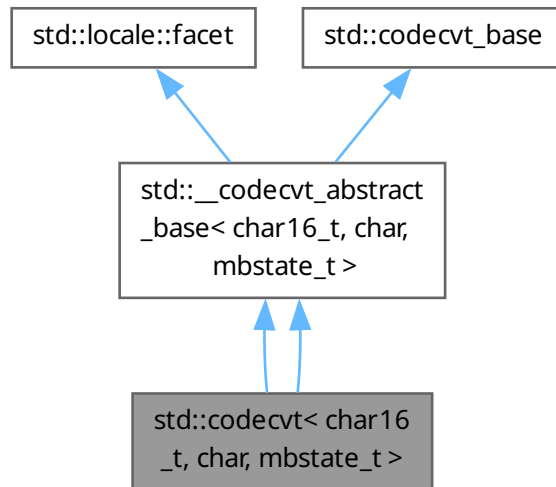 std::locale::facet
std::codecvt_base
std::__codecvt_abstract
_base< char16_t, char,
mbstate_t >
std::codecvt< char16
_t, char, mbstate_t >